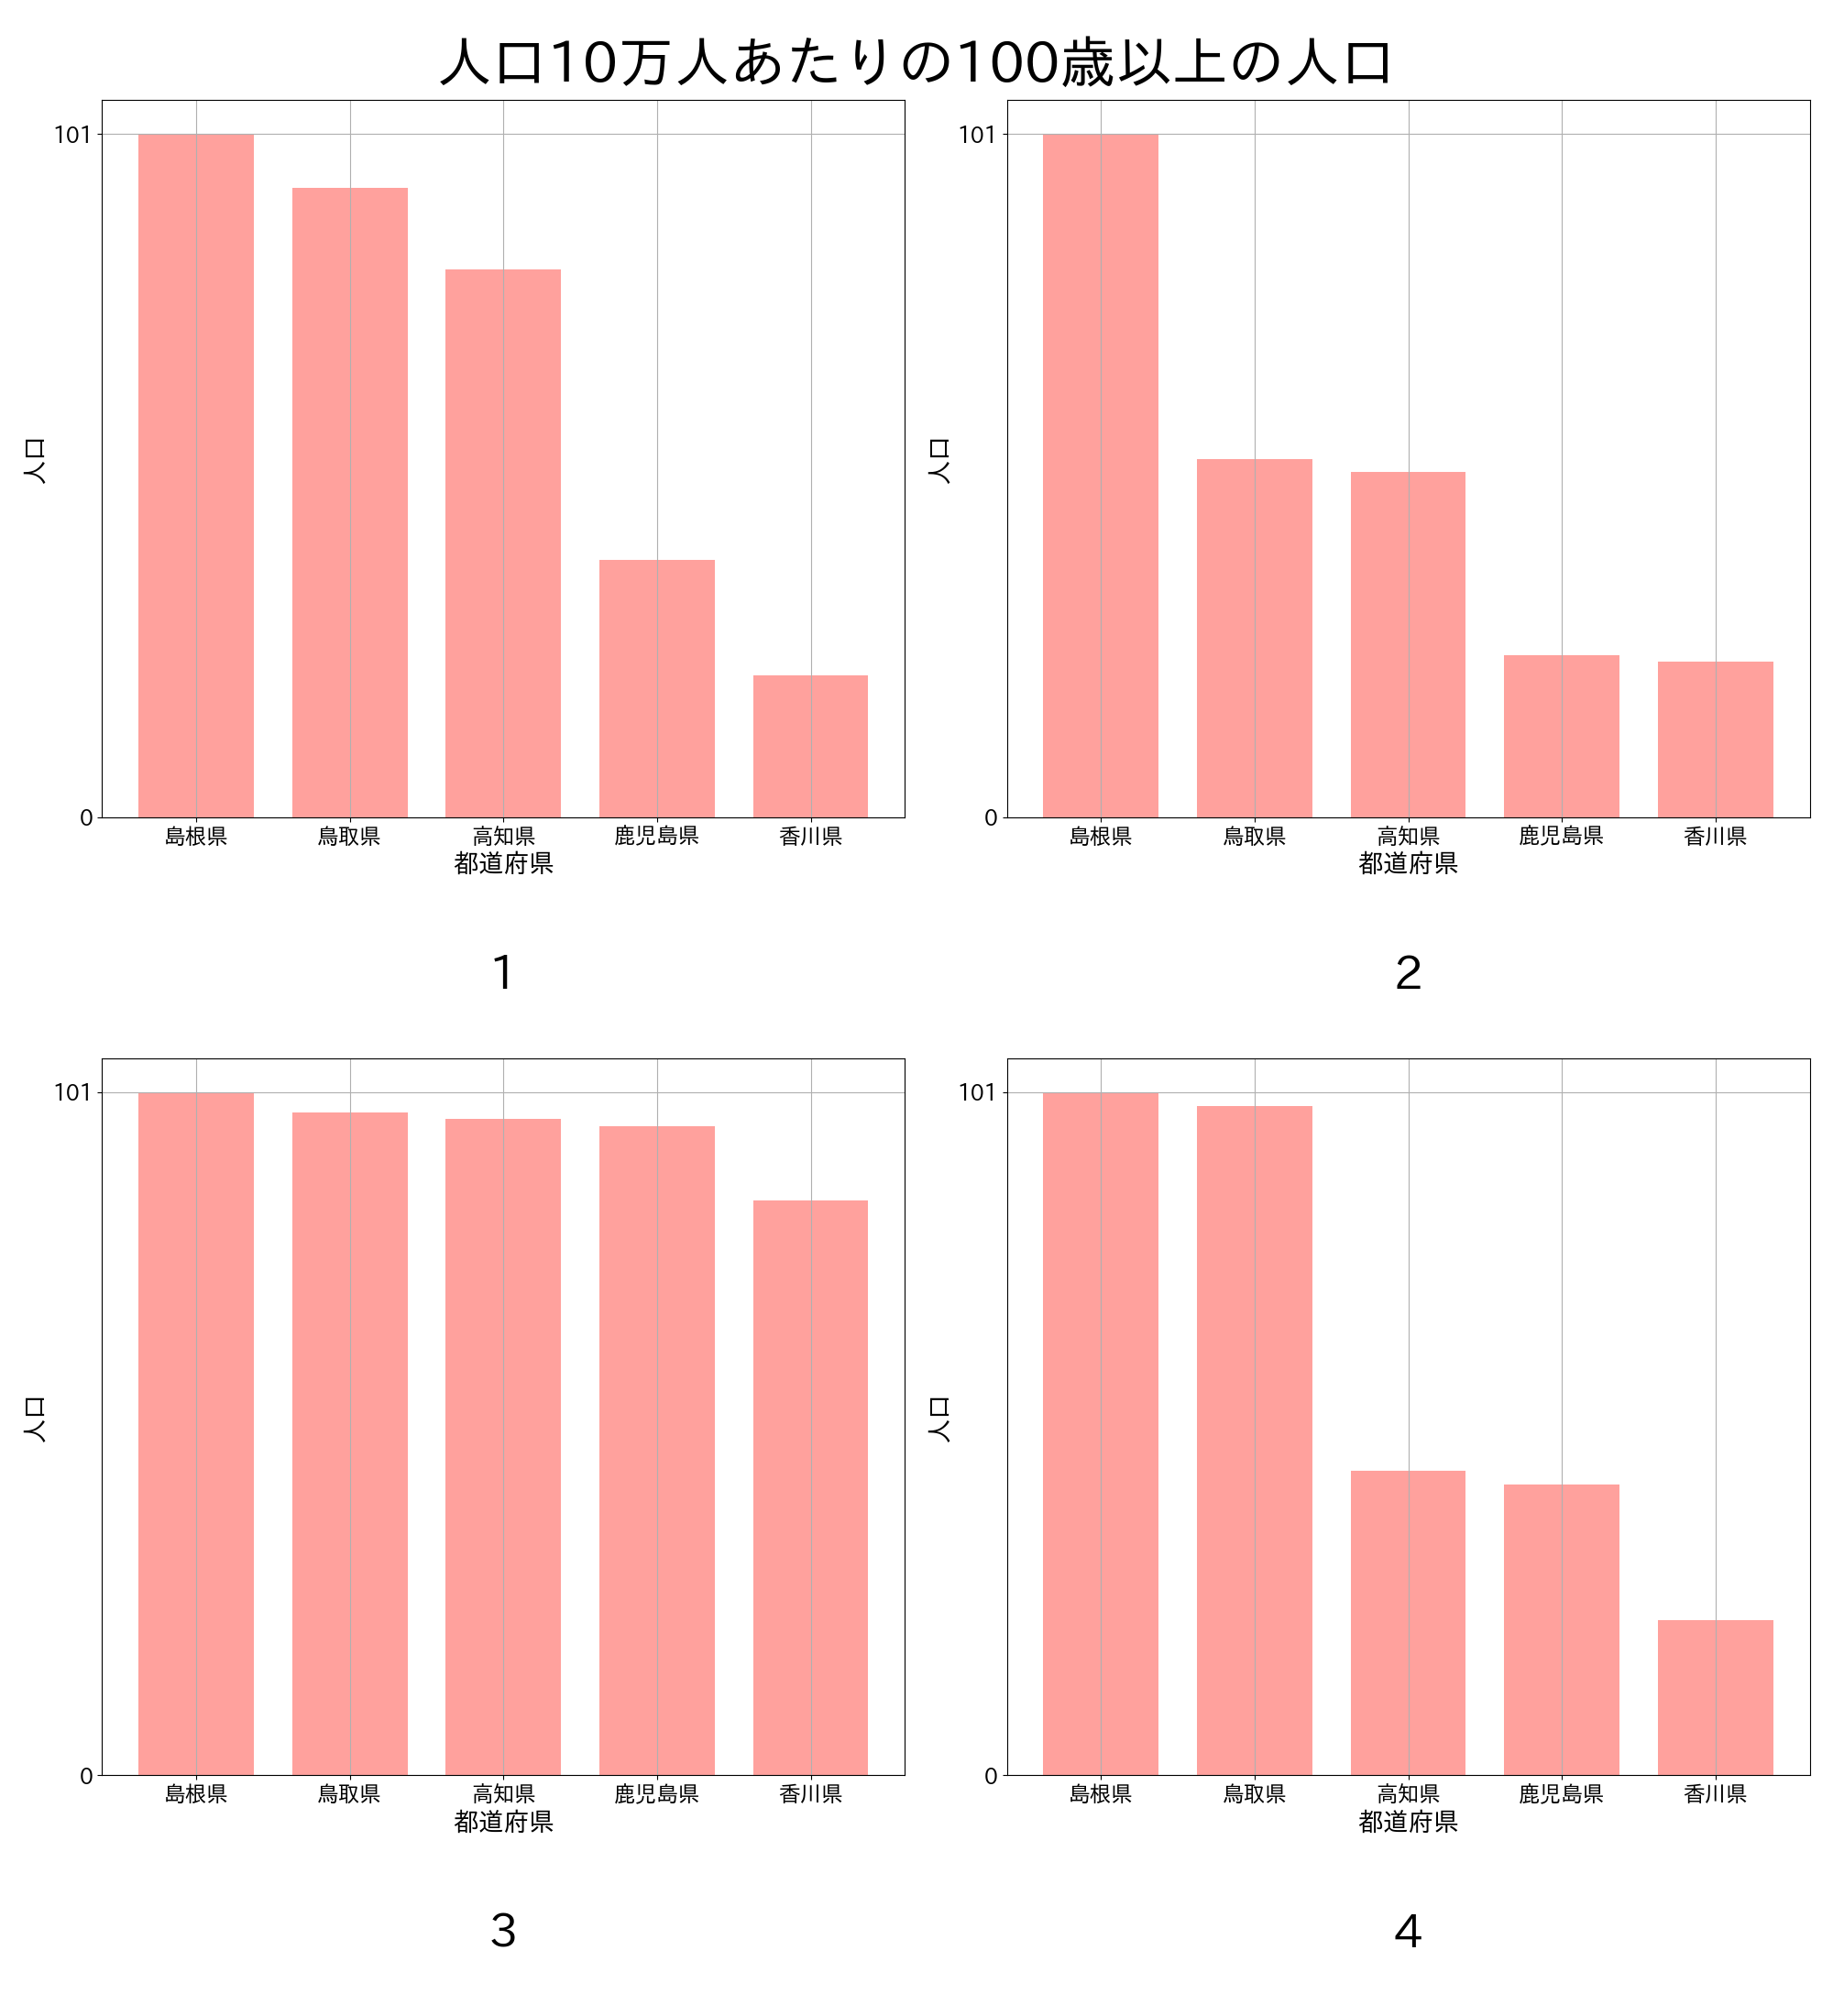 人口10万人あたりの100歳以上の人口
101
0
人口
島根県 鳥取県 高知県 鹿児島県 香川県
都道府県
1
101
0
人口
島根県 鳥取県 高知県 鹿児島県 香川県
都道府県
2
101
0
人口
島根県 鳥取県 高知県 鹿児島県 香川県
都道府県
3
101
0
人口
島根県 鳥取県 高知県 鹿児島県 香川県
都道府県
4